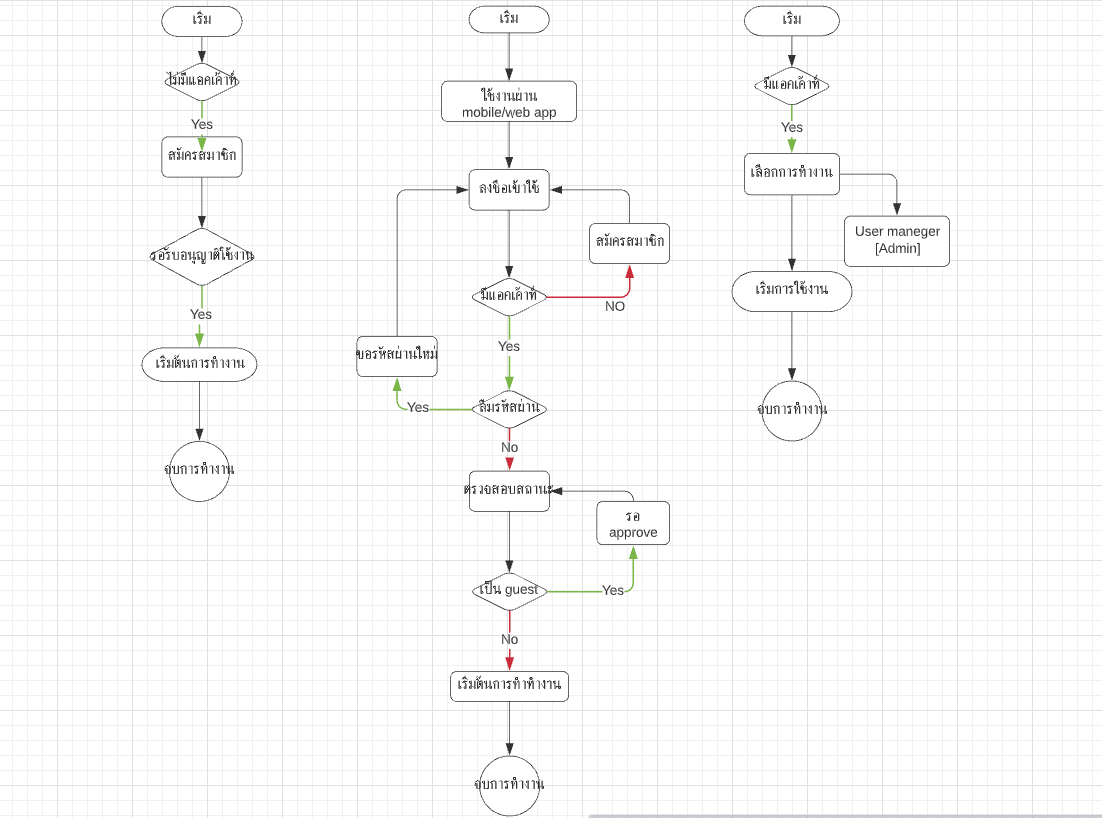 เริ่ม
ไม่มีแอคเค้าท์
Yes
สมัครสมาชิก
รอรับอนุญาติใช้งาน
Yes
เริ่มต้นการทำงาน
จบการทำงาน
เริ่ม
ใช้งานผ่าน
mobile/web app
ลงชื่อเข้าใช้
สมัครสมาชิก
มีแอคเค้าท์
NO
Yes
ขอรหัสผ่านใหม่
ลืมรหัสผ่าน
Yes
No
ตรวจสอบสถานะ
รอ
approve
เป็น guest
Yes
No
เริ่มต้นการทำทำงาน
จบการทำงาน
เริ่ม
มีแอคเค้าท์
Yes
เลือกการทำงาน
User maneger
[Admin]
เริ่มการใช้งาน
จบการทำงาน